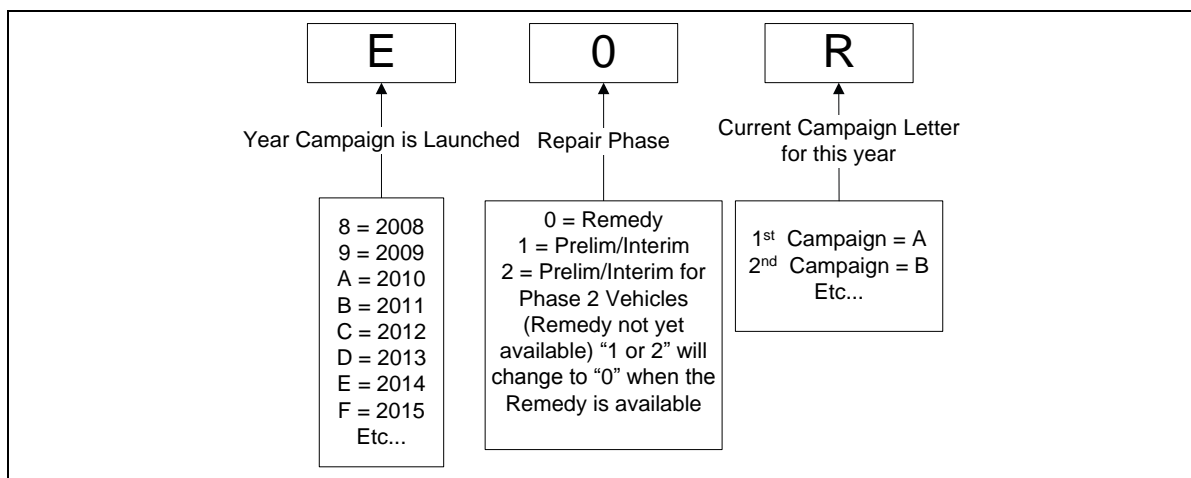 E
0
R
Year Campaign is Launched
Repair Phase
Current Campaign Letter
for this year
8 = 2008
9 = 2009
A = 2010
B = 2011
C = 2012
D = 2013
E = 2014
F = 2015
Etc...
0 = Remedy
1 = Prelim/Interim
2 = Prelim/Interim for
Phase 2 Vehicles
(Remedy not yet
available) “1 or 2” will
change to “0” when the
Remedy is available
1st Campaign = A
2nd Campaign = B
Etc...